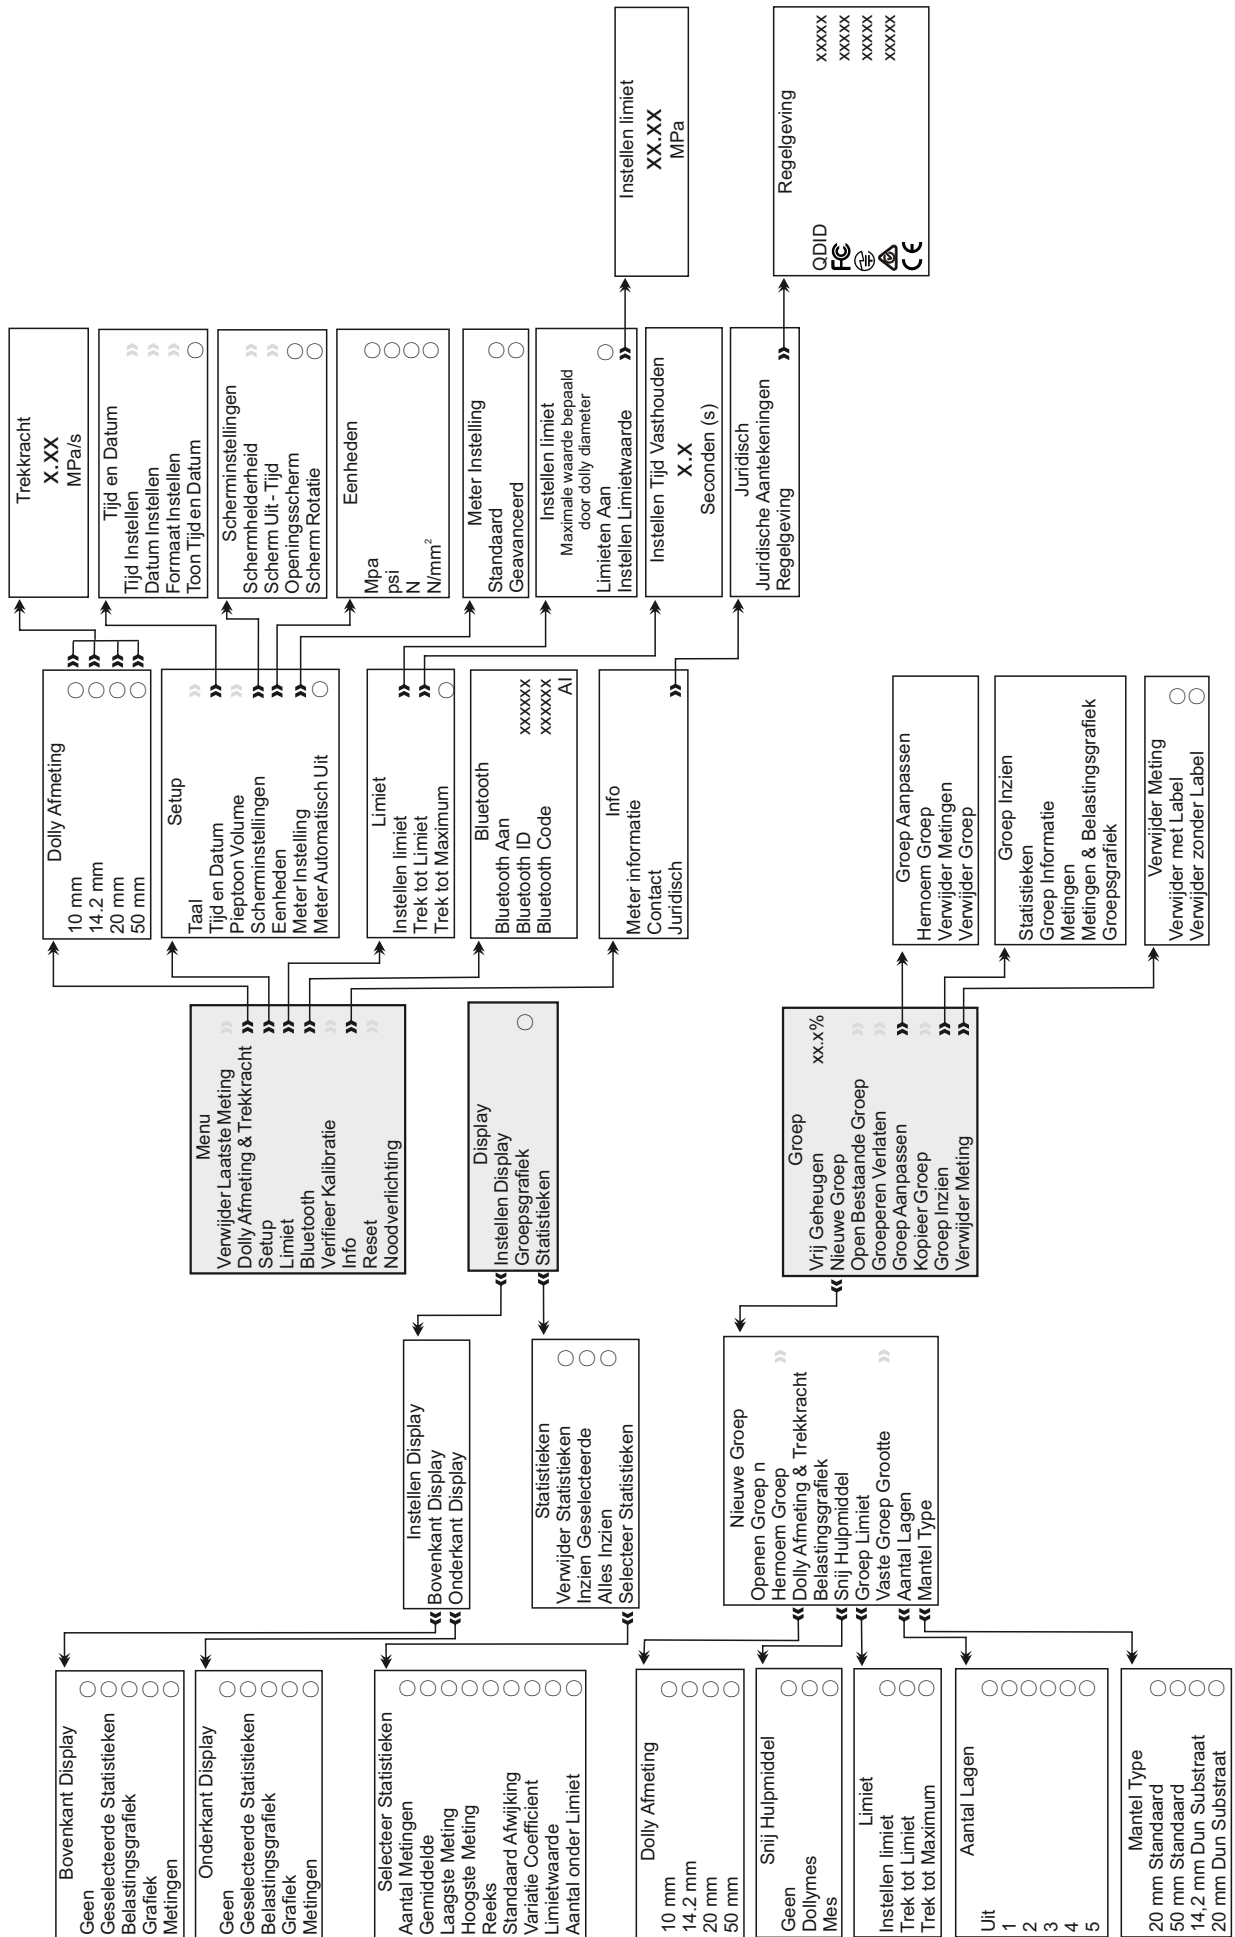 Bovenkant Display
Geen
Geselecteerde Statistieken
Belastingsgrafiek
Grafiek
Metingen
Onderkant Display
Geen
Geselecteerde Statistieken
Belastingsgrafiek
Grafiek
Metingen
Selecteer Statistieken
Aantal Metingen
Gemiddelde
Laagste Meting
Hoogste Meting
Reeks
Standaard Afwijking
Variatie Coefficient
Limietwaarde
Aantal onder Limiet
Dolly Afmeting
10 mm
14.2 mm
20 mm
50 mm
Snij Hulpmiddel
Geen
Dollymes
Mes
Limiet
Instellen limiet
Trek tot Limiet
Trek tot Maximum
Aantal Lagen
Uit
1
2
3
4
5
Mantel Type
20 mm Standaard
50 mm Standaard
14,2 mm Dun Substraat
20 mm Dun Substraat
Instellen Display
Bovenkant Display
Onderkant Display
Statistieken
Verwijder Statistieken
Inzien Geselecteerde
Alles Inzien
Selecteer Statistieken
Nieuwe Groep
Openen Groep n
Hernoem Groep
Dolly Afmeting & Trekkracht
Belastingsgrafiek
Snij Hulpmiddel
Groep Limiet
Vaste Groep Grootte
Aantal Lagen
Mantel Type
Menu
Verwijder Laatste Meting
Dolly Afmeting & Trekkracht
Setup
Limiet
Bluetooth
Verifieer Kalibratie
Info
Reset
Noodverlichting
Display
Instellen Display
Groepsgrafiek
Statistieken
Groep
Vrij Geheugen xx.x%
Nieuwe Groep
Open Bestaande Groep
Groeperen Verlaten
Groep Aanpassen
Kopieer Groep
Groep Inzien
Verwijder Meting
Dolly Afmeting
10 mm
14.2 mm
20 mm
50 mm
Setup
Taal
Tijd en Datum
Pieptoon Volume
Scherminstellingen
Eenheden
Meter Instelling
Meter Automatisch Uit
Limiet
Instellen limiet
Trek tot Limiet
Trek tot Maximum
Bluetooth
Bluetooth Aan
Bluetooth ID xxxxxx
Bluetooth Code xxxxxx
AI
Info
Meter informatie
Contact
Juridisch
Groep Aanpassen
Hernoem Groep
Verwijder Metingen
Verwijder Groep
Groep Inzien
Statistieken
Groep Informatie
Metingen
Metingen & Belastingsgrafiek
Groepsgrafiek
Verwijder Meting
Verwijder met Label
Verwijder zonder Label
Trekkracht
x.xx
MPa/s
Tijd en Datum
Tijd Instellen
Datum Instellen
Formaat Instellen
Toon Tijd en Datum
Scherminstellingen
Schermhelderheid
Scherm Uit - Tijd
Openingsscherm
Scherm Rotatie
Eenheden
Mpa
psi
N
N/mm²
Meter Instelling
Standaard
Geavanceerd
Instellen limiet
Maximale waarde bepaald
door dolly diameter
Limieten Aan
Instellen Limietwaarde
Instellen Tijd Vasthouden
x.x
Seconden (s)
Juridisch
Juridische Aantekeningen
Regelgeving
Instellen limiet
xx.xx
MPa
Regelgeving
QDID xxxxx
FC xxxxx
xxxxx
CE xxxxx